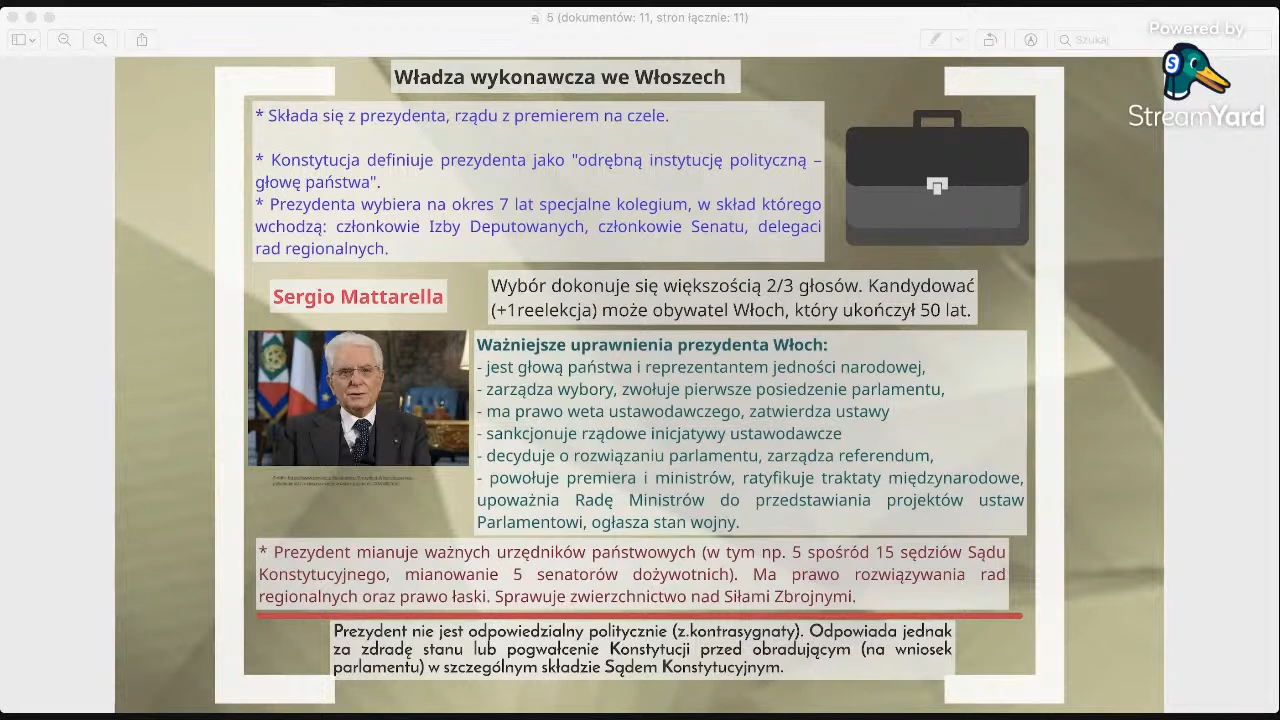 5 (dokumentów: 11, stron łącznie: 11)
Szukaj
Powered by
StreamYard
Władza wykonawcza we Włoszech
* Składa się z prezydenta, rządu z premierem na czele.
* Konstytucja definiuje prezydenta jako "odrębną instytucję polityczną –
głowę państwa".
* Prezydenta wybiera na okres 7 lat specjalne kolegium, w skład którego
wchodzą: członkowie Izby Deputowanych, członkowie Senatu, delegaci
rad regionalnych.
Sergio Mattarella
Wybór dokonuje się większością 2/3 głosów. Kandydować
(+1reelekcja) może obywatel Włoch, który ukończył 50 lat.
Ważniejsze uprawnienia prezydenta Włoch:
- jest głową państwa i reprezentantem jedności narodowej,
- zarządza wybory, zwołuje pierwsze posiedzenie parlamentu,
- ma prawo weta ustawodawczego, zatwierdza ustawy
- sankcjonuje rządowe inicjatywy ustawodawcze
- decyduje o rozwiązaniu parlamentu, zarządza referendum,
- powołuje premiera i ministrów, ratyfikuje traktaty międzynarodowe,
upoważnia Radę Ministrów do przedstawiania projektów ustaw
Parlamentowi, ogłasza stan wojny.
* Prezydent mianuje ważnych urzędników państwowych (w tym np. 5 spośród 15 sędziów Sądu
Konstytucyjnego, mianowanie 5 senatorów dożywotnich). Ma prawo rozwiązywania rad
regionalnych oraz prawo łaski. Sprawuje zwierzchnictwo nad Siłami Zbrojnymi.
Prezydent nie jest odpowiedzialny politycznie (z.kontrasygnaty). Odpowiada jednak
za zdradę stanu lub pogwałcenie Konstytucji przed obradującym (na wniosek
parlamentu) w szczególnym składzie Sądem Konstytucyjnym.